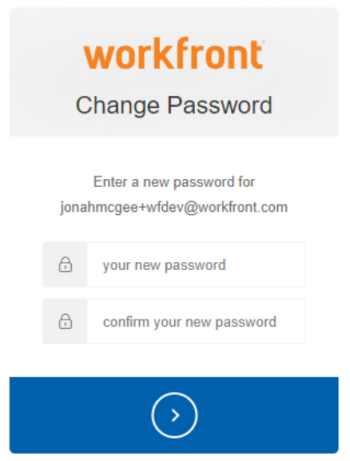 workfront
Change Password
Enter a new password for
jonahmcgee+wfdev@workfront.com
your new password
confirm your new password